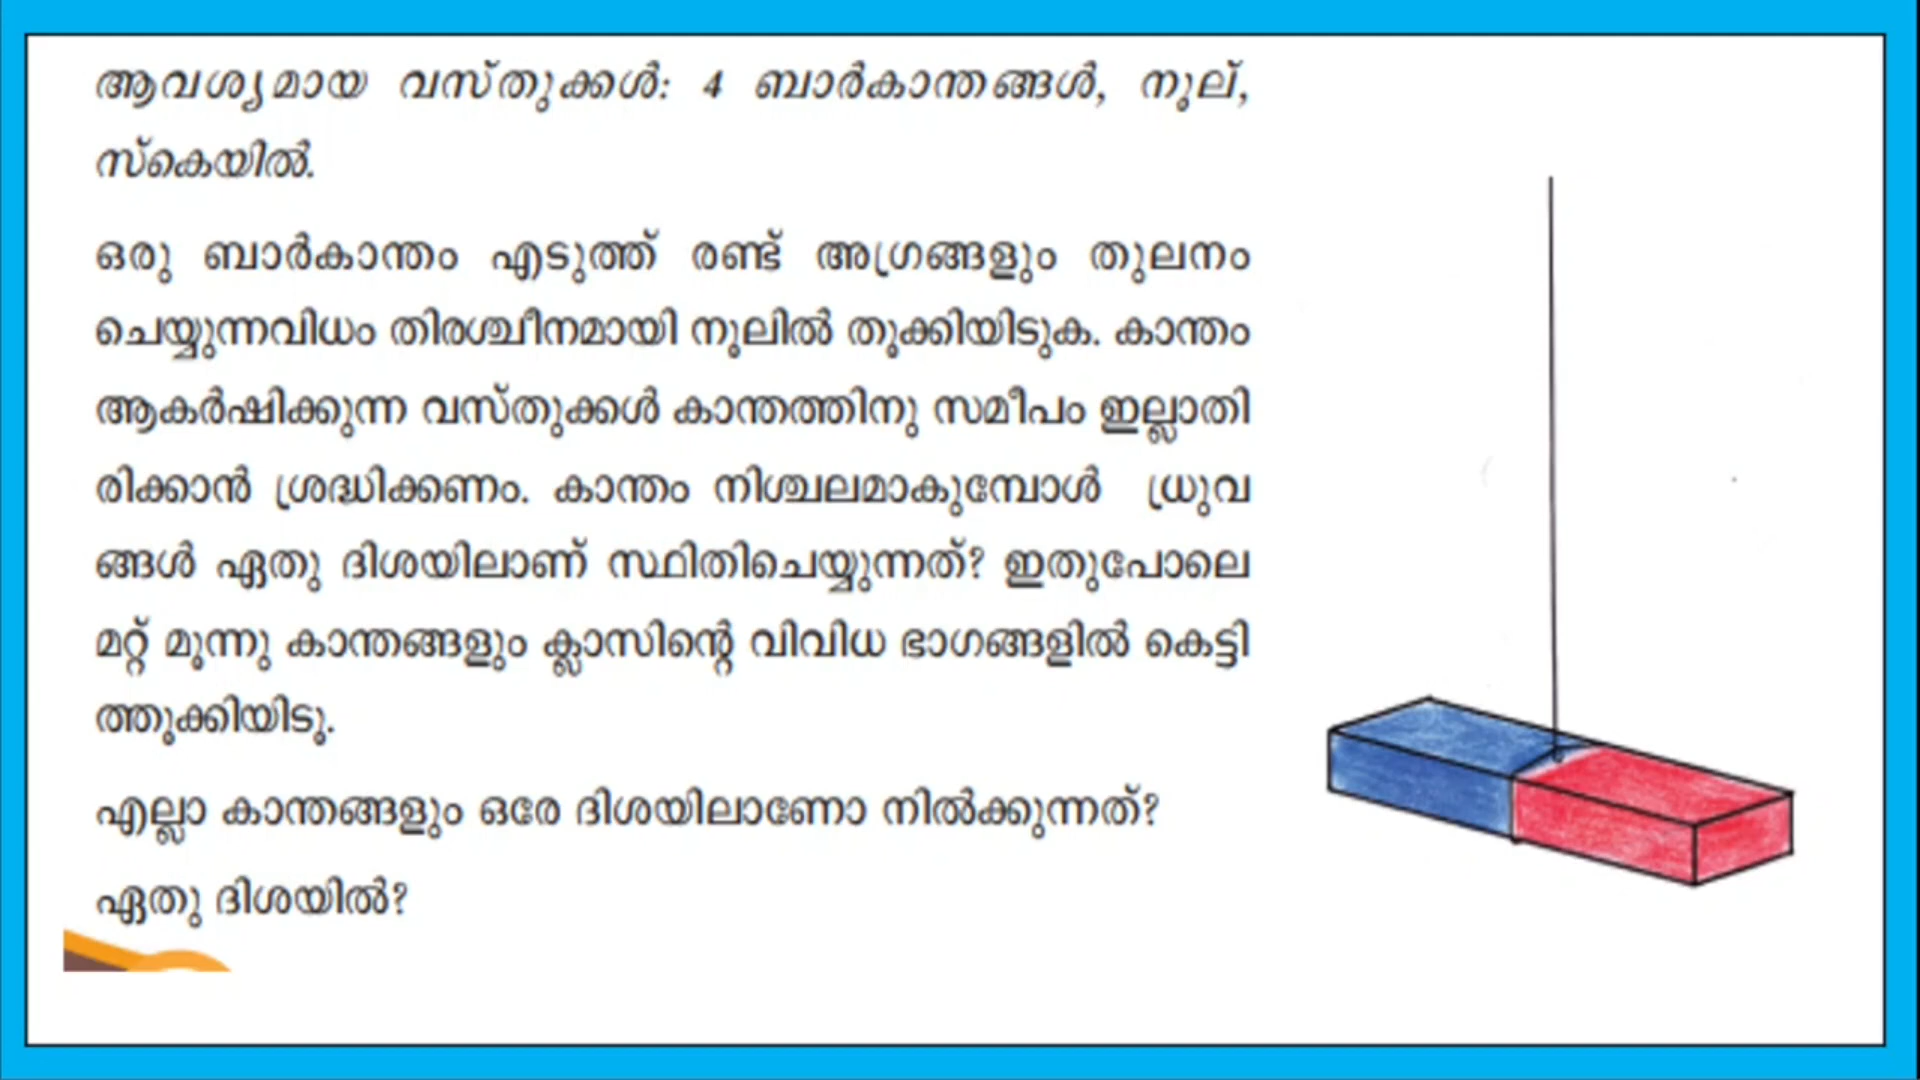 ആവശ്യമായ വസ്തുക്കൾ: 4 ബാർകാന്തങ്ങൾ, നൂല്,
സ്കെയിൽ.
ഒരു ബാർകാന്തം എടുത്ത് രണ്ട് അഗ്രങ്ങളും തുലനം
ചെയ്യുന്നവിധം തിരശ്ചീനമായി നൂലിൽ തൂക്കിയിടുക. കാന്തം
ആകർഷിക്കുന്ന വസ്തുക്കൾ കാന്തത്തിനു സമീപം ഇല്ലാതി
രിക്കാൻ ശ്രദ്ധിക്കണം. കാന്തം നിശ്ചലമാകുമ്പോൾ ധ്രുവ
ങ്ങൾ ഏതു ദിശയിലാണ് സ്ഥിതിചെയ്യുന്നത്? ഇതുപോലെ
മറ്റ് മൂന്നു കാന്തങ്ങളും ക്ലാസിന്റെ വിവിധ ഭാഗങ്ങളിൽ കെട്ടി
ത്തൂക്കിയിടൂ.
എല്ലാ കാന്തങ്ങളും ഒരേ ദിശയിലാണോ നിൽക്കുന്നത്?
ഏതു ദിശയിൽ?